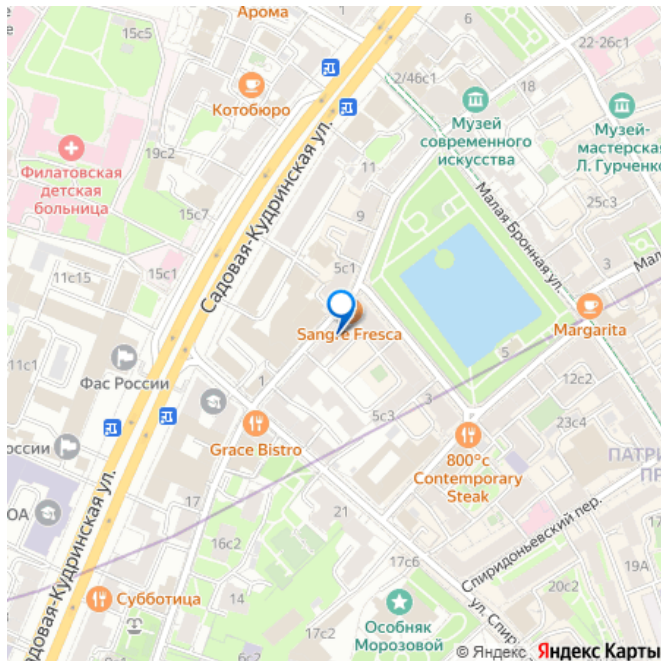 Арома
1
15с5
Котобюро
2/46с1
22-26с1
18
Музей
современного
искусства
Музей-
мастерская
Л. Гурченко
19с2
Филатовская
детская
больница
11
15с7
9
Садовая-Кудринская ул.
Малая Бронная ул.
25с3
5с1
15с1
3
11с15
Sangre Fresca
Margarita
5
11с1
Фас России
1
12с2
3
5с3
Grace Bistro
23с4
800°c
Contemporary
Steak
17
21
16с2
Садовая-Кудринская ул.
17с6
Спиридоньевский пер.
19А
20с2
Субботица
14
17с2
Особняк
Морозовой
© Яндекс Яндекс Карты